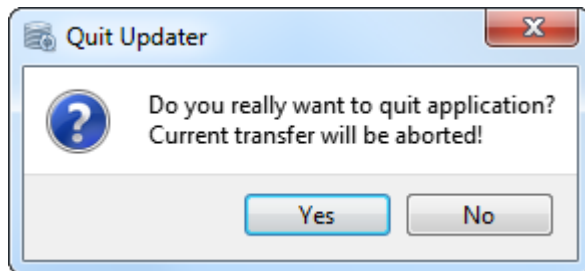 Quit Updater
Do you really want to quit application?
Current transfer will be aborted!
Yes
No